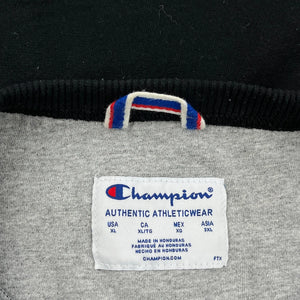 Champion
AUTHENTIC ATHLETICWEAR
USA CA MEX ASIA
XL XL/TG XG 2XL
MADE IN HONDURAS
FABRIQUÉ AU HONDURAS
HECHO EN HONDURAS
CHAMPION.COM FTX